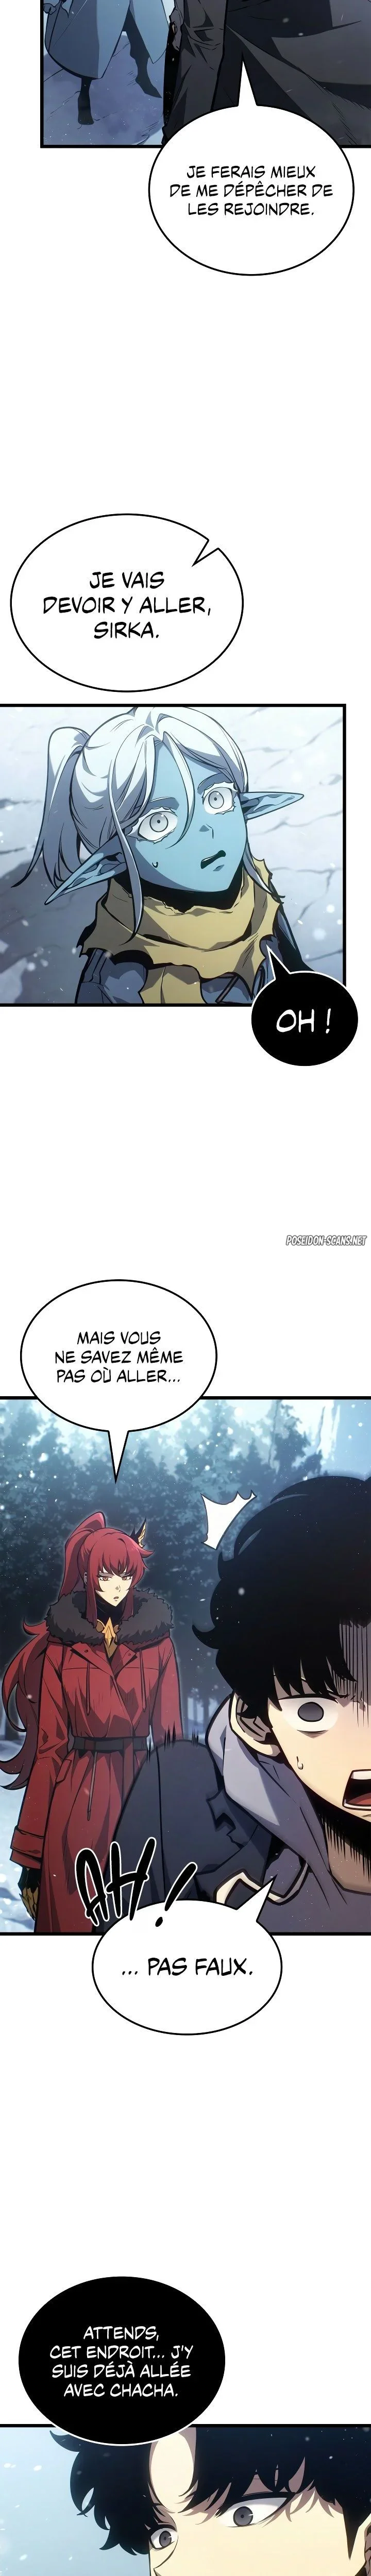 JE FERAIS MIEUX
DE ME DÉPÊCHER DE
LES REJOINDRE.
JE VAIS
DEVOIR Y ALLER,
SIRKA.
OH !
POSEIDON-SCANS.NET
MAIS VOUS
NE SAVEZ MÊME
PAS OÙ ALLER...
AH !
... PAS FAUX.
ATTENDS,
CET ENDROIT... J'Y
SUIS DÉJÀ ALLÉE
AVEC CHACHA.